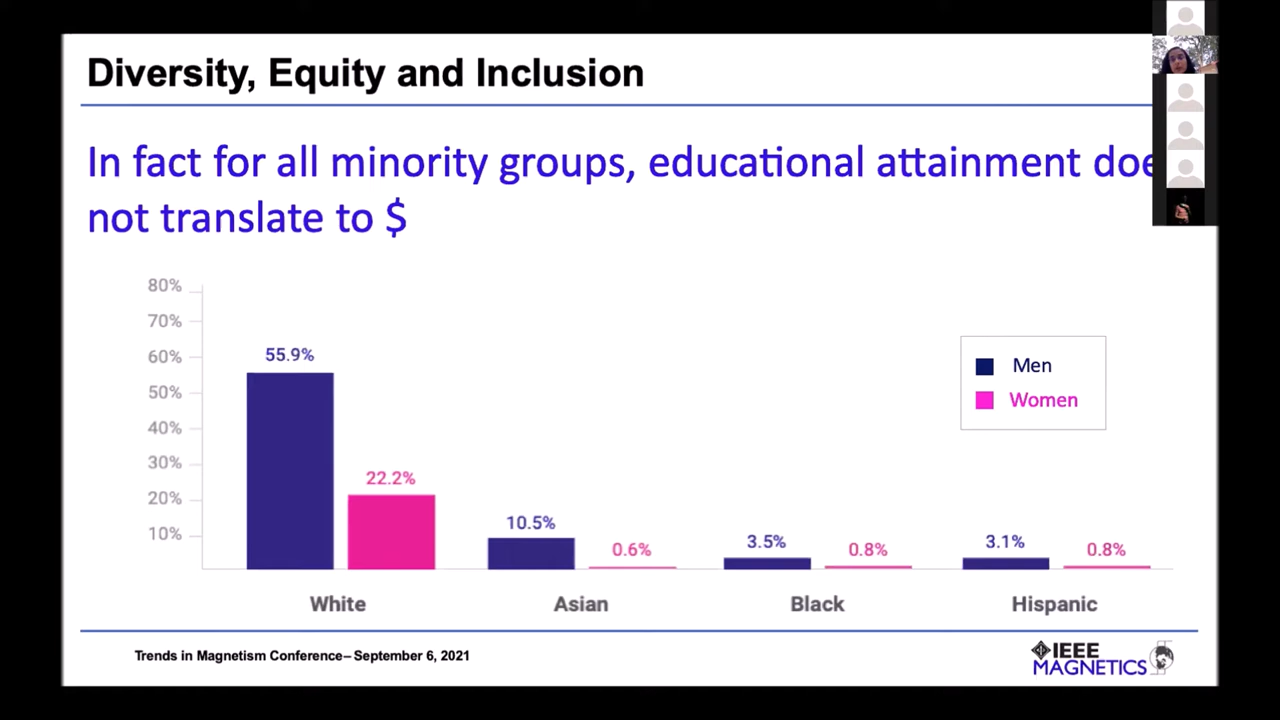 Diversity, Equity and Inclusion
In fact for all minority groups, educational attainment doe
not translate to $
80%
70%
60%
50%
40%
30%
20%
10%
55.9%
22.2%
10.5%
0.6%
3.5%
0.8%
3.1%
0.8%
Men
Women
White
Asian
Black
Hispanic
Trends in Magnetism Conference– September 6, 2021
IEEE
MAGNETICS